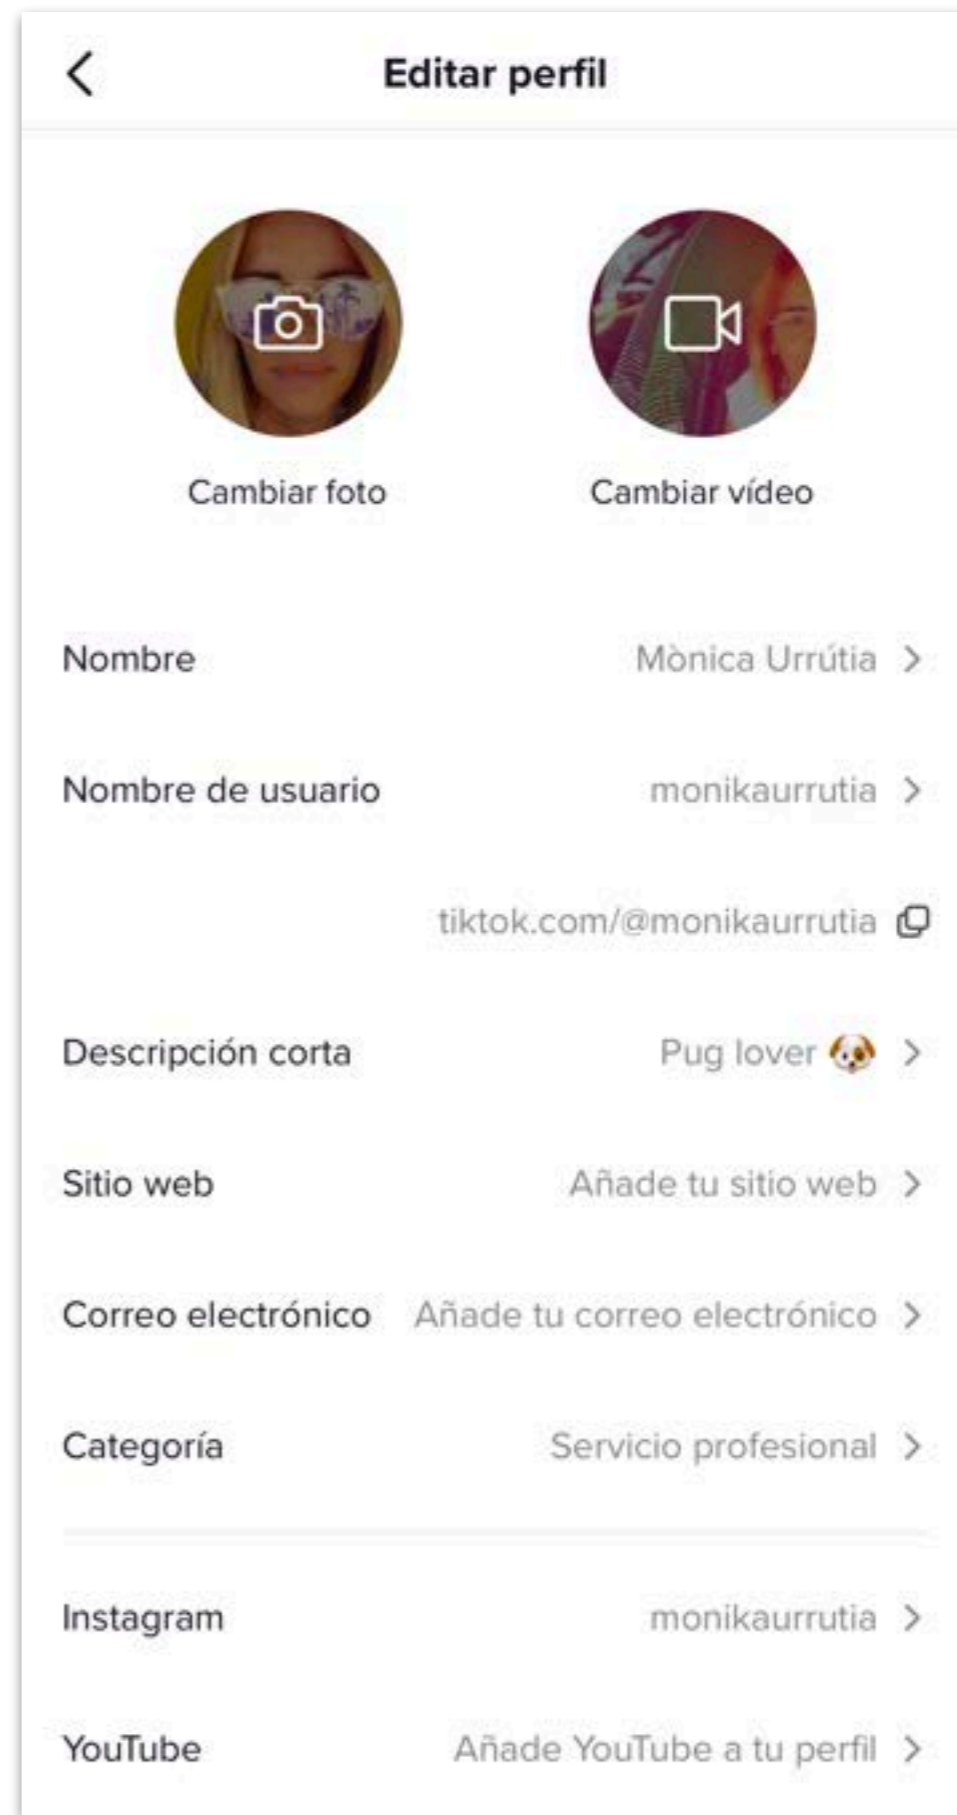 Editar perfil
Cambiar foto Cambiar vídeo
Nombre Mònica Urrútia
Nombre de usuario monikaurrutia
tiktok.com/@monikaurrutia
Descripción corta Pug lover 🐶
Sitio web Añade tu sitio web
Correo electrónico Añade tu correo electrónico
Categoría Servicio profesional
Instagram monikaurrutia
YouTube Añade YouTube a tu perfil